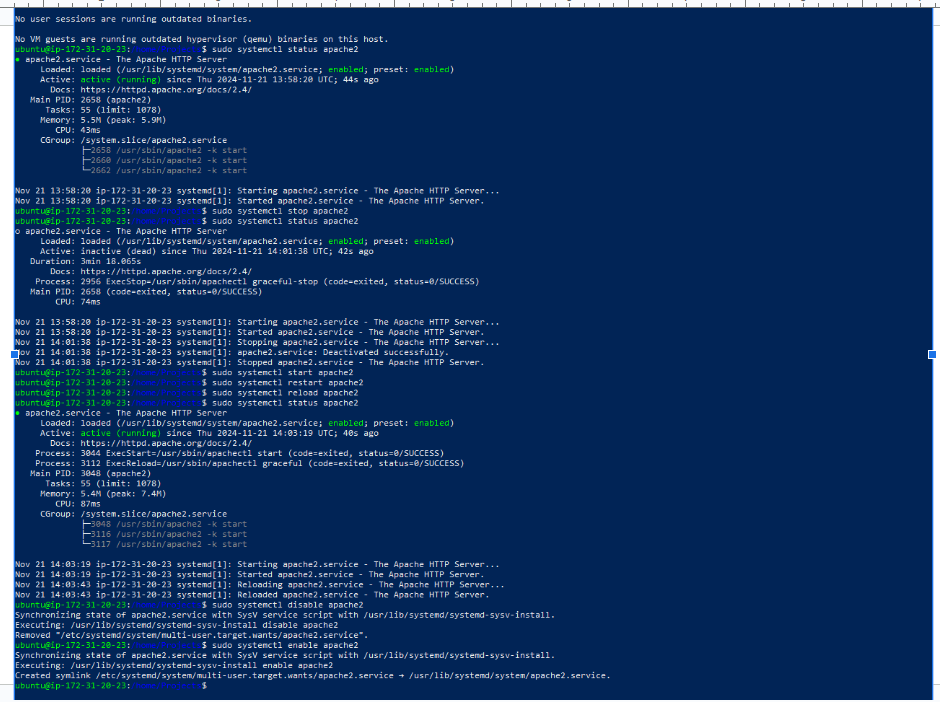 No user sessions are running outdated binaries.
No VM guests are running outdated hypervisor (qemu) binaries on this host.
ubuntu@ip-172-31-20-23: $ sudo systemctl status apache2
● apache2.service - The Apache HTTP Server
Loaded: loaded (/usr/lib/systemd/system/apache2.service; enabled; preset: enabled)
Active: active (running) since Thu 2024-11-21 13:58:20 UTC; 44s ago
Docs: https://httpd.apache.org/docs/2.4/
Main PID: 2658 (apache2)
Tasks: 55 (limit: 1078)
Memory: 5.5M (peak: 5.9M)
CPU: 43ms
CGroup: /system.slice/apache2.service
├─2658 /usr/sbin/apache2 -k start
├─2660 /usr/sbin/apache2 -k start
└─2662 /usr/sbin/apache2 -k start
Nov 21 13:58:20 ip-172-31-20-23 systemd[1]: Starting apache2.service - The Apache HTTP Server...
Nov 21 13:58:20 ip-172-31-20-23 systemd[1]: Started apache2.service - The Apache HTTP Server.
ubuntu@ip-172-31-20-23: $ sudo systemctl stop apache2
ubuntu@ip-172-31-20-23: $ sudo systemctl status apache2
○ apache2.service - The Apache HTTP Server
Loaded: loaded (/usr/lib/systemd/system/apache2.service; enabled; preset: enabled)
Active: inactive (dead) since Thu 2024-11-21 14:01:38 UTC; 42s ago
Duration: 3min 18.065s
Docs: https://httpd.apache.org/docs/2.4/
Process: 2956 ExecStop=/usr/sbin/apachectl graceful-stop (code=exited, status=0/SUCCESS)
Main PID: 2658 (code=exited, status=0/SUCCESS)
CPU: 74ms
Nov 21 13:58:20 ip-172-31-20-23 systemd[1]: Starting apache2.service - The Apache HTTP Server...
Nov 21 13:58:20 ip-172-31-20-23 systemd[1]: Started apache2.service - The Apache HTTP Server.
Nov 21 14:01:38 ip-172-31-20-23 systemd[1]: Stopping apache2.service - The Apache HTTP Server...
Nov 21 14:01:38 ip-172-31-20-23 systemd[1]: apache2.service: Deactivated successfully.
Nov 21 14:01:38 ip-172-31-20-23 systemd[1]: Stopped apache2.service - The Apache HTTP Server.
ubuntu@ip-172-31-20-23: $ sudo systemctl start apache2
ubuntu@ip-172-31-20-23: $ sudo systemctl restart apache2
ubuntu@ip-172-31-20-23: $ sudo systemctl reload apache2
ubuntu@ip-172-31-20-23: $ sudo systemctl status apache2
● apache2.service - The Apache HTTP Server
Loaded: loaded (/usr/lib/systemd/system/apache2.service; enabled; preset: enabled)
Active: active (running) since Thu 2024-11-21 14:03:19 UTC; 40s ago
Docs: https://httpd.apache.org/docs/2.4/
Process: 3044 ExecStart=/usr/sbin/apachectl start (code=exited, status=0/SUCCESS)
Process: 3112 ExecReload=/usr/sbin/apachectl graceful (code=exited, status=0/SUCCESS)
Main PID: 3048 (apache2)
Tasks: 55 (limit: 1078)
Memory: 5.4M (peak: 7.4M)
CPU: 87ms
CGroup: /system.slice/apache2.service
├─3048 /usr/sbin/apache2 -k start
├─3116 /usr/sbin/apache2 -k start
└─3117 /usr/sbin/apache2 -k start
Nov 21 14:03:19 ip-172-31-20-23 systemd[1]: Starting apache2.service - The Apache HTTP Server...
Nov 21 14:03:19 ip-172-31-20-23 systemd[1]: Started apache2.service - The Apache HTTP Server.
Nov 21 14:03:43 ip-172-31-20-23 systemd[1]: Reloading apache2.service - The Apache HTTP Server...
Nov 21 14:03:43 ip-172-31-20-23 systemd[1]: Reloaded apache2.service - The Apache HTTP Server.
ubuntu@ip-172-31-20-23: $ sudo systemctl disable apache2
Synchronizing state of apache2.service with SysV service script with /usr/lib/systemd/systemd-sysv-install.
Executing: /usr/lib/systemd/systemd-sysv-install disable apache2
Removed "/etc/systemd/system/multi-user.target.wants/apache2.service".
ubuntu@ip-172-31-20-23: $ sudo systemctl enable apache2
Synchronizing state of apache2.service with SysV service script with /usr/lib/systemd/systemd-sysv-install.
Executing: /usr/lib/systemd/systemd-sysv-install enable apache2
Created symlink /etc/systemd/system/multi-user.target.wants/apache2.service → /usr/lib/systemd/system/apache2.service.
ubuntu@ip-172-31-20-23: $